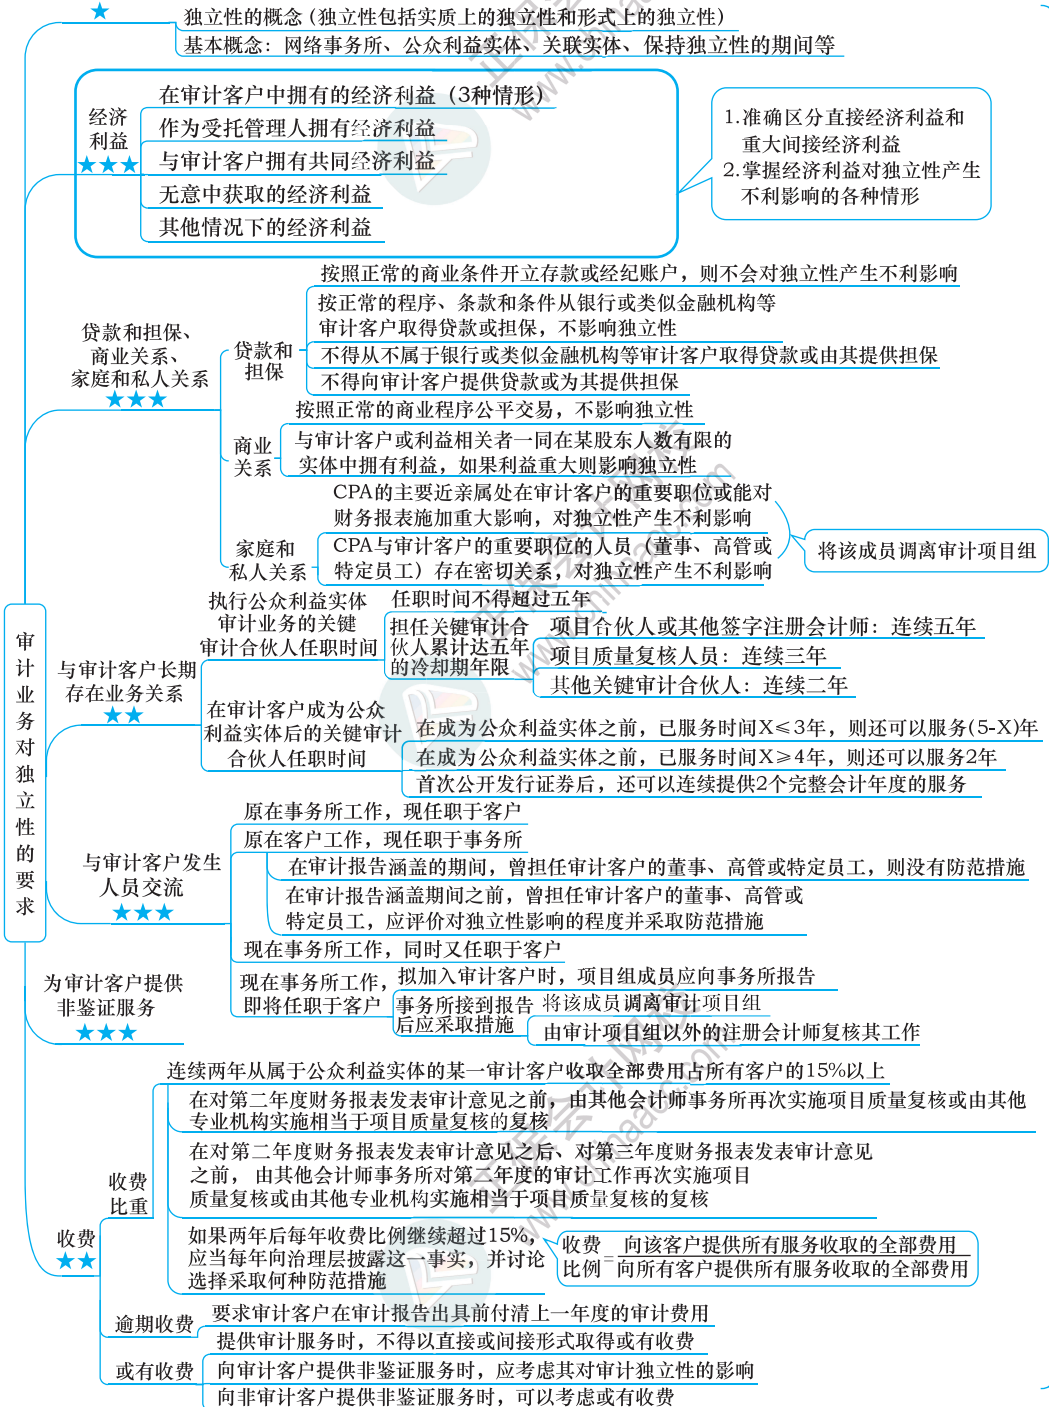 独立性的概念（独立性包括实质上的独立性和形式上的独立性）
基本概念：网络事务所、公众利益实体、关联实体、保持独立性的期间等
经济
利益
在审计客户中拥有的经济利益（3种情形）
作为受托管理人拥有经济利益
与审计客户拥有共同经济利益
无意中获取的经济利益
其他情况下的经济利益
1.准确区分直接经济利益和
重大间接经济利益
2.掌握经济利益对独立性产生
不利影响的各种情形
贷款和担保、
商业关系、
家庭和私人关系
贷款和
担保
按照正常的商业条件开立存款或经纪账户，则不会对独立性产生不利影响
按正常的程序、条款和条件从银行或类似金融机构等
审计客户取得贷款或担保，不影响独立性
不得从不属于银行或类似金融机构等审计客户取得贷款或由其提供担保
不得向审计客户提供贷款或为其提供担保
商业
关系
按照正常的商业程序公平交易，不影响独立性
与审计客户或利益相关者一同在某股东人数有限的
实体中拥有利益，如果利益重大则影响独立性
家庭和
私人关系
CPA的主要近亲属处在审计客户的重要职位或能对
财务报表施加重大影响，对独立性产生不利影响
CPA与审计客户的重要职位的人员（董事、高管或
特定员工）存在密切关系，对独立性产生不利影响
将该成员调离审计项目组
审计业务对独立性的要求
与审计客户长期
存在业务关系
执行公众利益实体
审计业务的关键
审计合伙人任职时间
任职时间不得超过五年
担任关键审计合
伙人累计达五年
的冷却期年限
项目合伙人或其他签字注册会计师：连续五年
项目质量复核人员：连续三年
其他关键审计合伙人：连续二年
在审计客户成为公众
利益实体后的关键审计
合伙人任职时间
在成为公众利益实体之前，已服务时间X≤3年，则还可以服务(5-X)年
在成为公众利益实体之前，已服务时间X≥4年，则还可以服务2年
首次公开发行证券后，还可以连续提供2个完整会计年度的服务
与审计客户发生
人员交流
原在事务所工作，现任职于客户
原在客户工作，现任职于事务所
在审计报告涵盖的期间，曾担任审计客户的董事、高管或特定员工，则没有防范措施
在审计报告涵盖期间之前，曾担任审计客户的董事、高管或
特定员工，应评价对独立性影响的程度并采取防范措施
现在事务所工作，同时又任职于客户
现在事务所工作，
即将任职于客户
拟加入审计客户时，项目组成员应向事务所报告
事务所接到报告
后应采取措施
将该成员调离审计项目组
由审计项目组以外的注册会计师复核其工作
为审计客户提供
非鉴证服务
收费
收费
比重
连续两年从属于公众利益实体的某一审计客户收取全部费用占所有客户的15%以上
在对第二年度财务报表发表审计意见之前，由其他会计师事务所再次实施项目质量复核或由其他
专业机构实施相当于项目质量复核的复核
在对第二年度财务报表发表审计意见之后、对第三年度财务报表发表审计意见
之前，由其他会计师事务所对第二年度的审计工作再次实施项目
质量复核或由其他专业机构实施相当于项目质量复核的复核
如果两年后每年收费比例继续超过15%，
应当每年向治理层披露这一事实，并讨论
选择采取何种防范措施
收费
比例
=
向该客户提供所有服务收取的全部费用
向所有客户提供所有服务收取的全部费用
逾期收费
要求审计客户在审计报告出具前付清上一年度的审计费用
或有收费
提供审计服务时，不得以直接或间接形式取得或有收费
向审计客户提供非鉴证服务时，应考虑其对审计独立性的影响
向非审计客户提供非鉴证服务时，可以考虑或有收费
正保会计网校
www.chinaacc.com